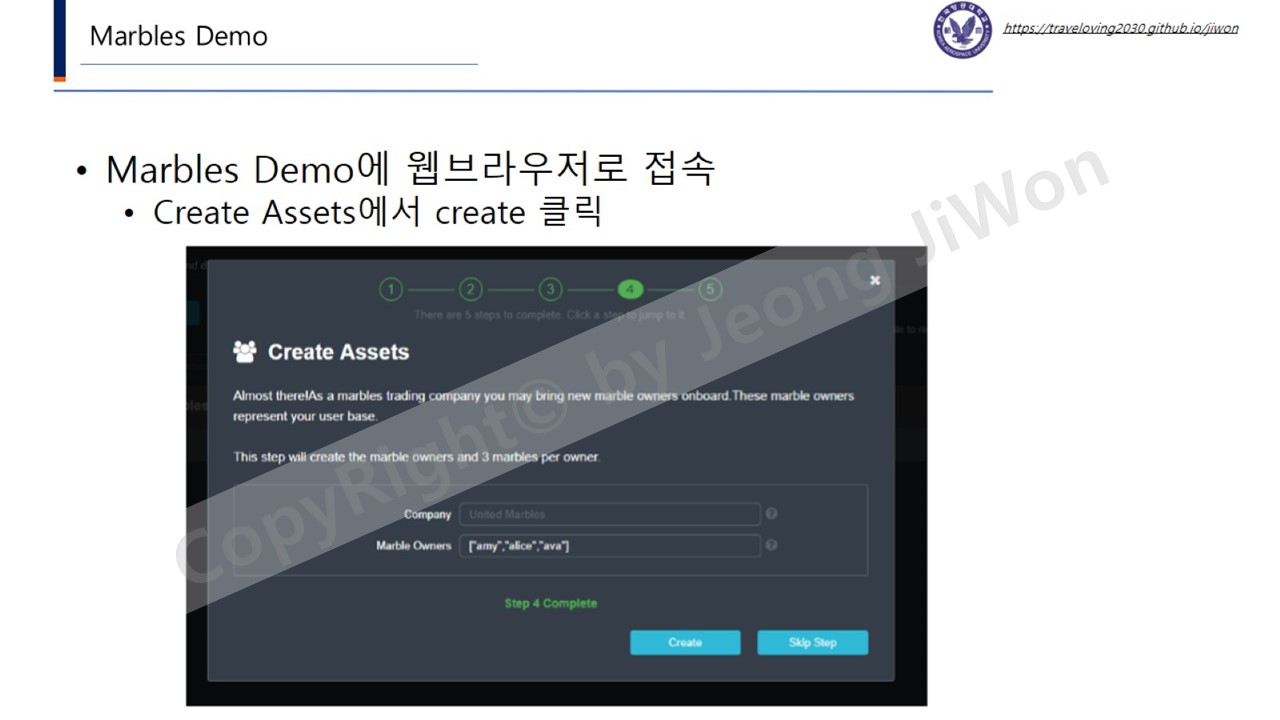 Marbles Demo
https://traveloving2030.github.io/jiwon
• Marbles Demo에 웹브라우저로 접속
• Create Assets에서 create 클릭
1 2 3 4 5
There are 5 steps to complete. Click a step to jump to it.
Create Assets
Almost therelAs a marbles trading company you may bring new marble owners onboard.These marble owners
represent your user base.
This step will create the marble owners and 3 marbles per owner.
Company United Marbles
Marble Owners ["amy","alice","ava"]
Step 4 Complete
Create Skip Step
CopyRight© by Jeong JiWon